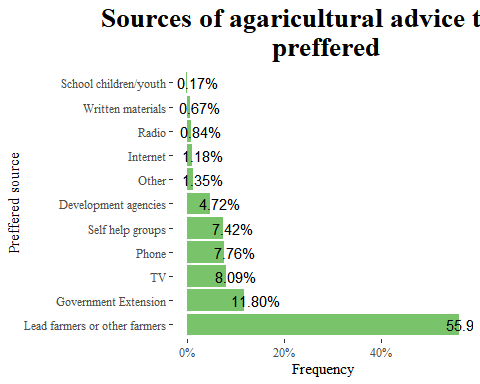 Sources of agaricultural advice t
preffered
School children/youth 0.17%
Written materials 0.67%
Radio 0.84%
Internet 1.18%
Other 1.35%
Development agencies 4.72%
Self help groups 7.42%
Phone 7.76%
TV 8.09%
Government Extension 11.80%
Lead farmers or other farmers 55.9
Preffered source
0% 20% 40%
Frequency